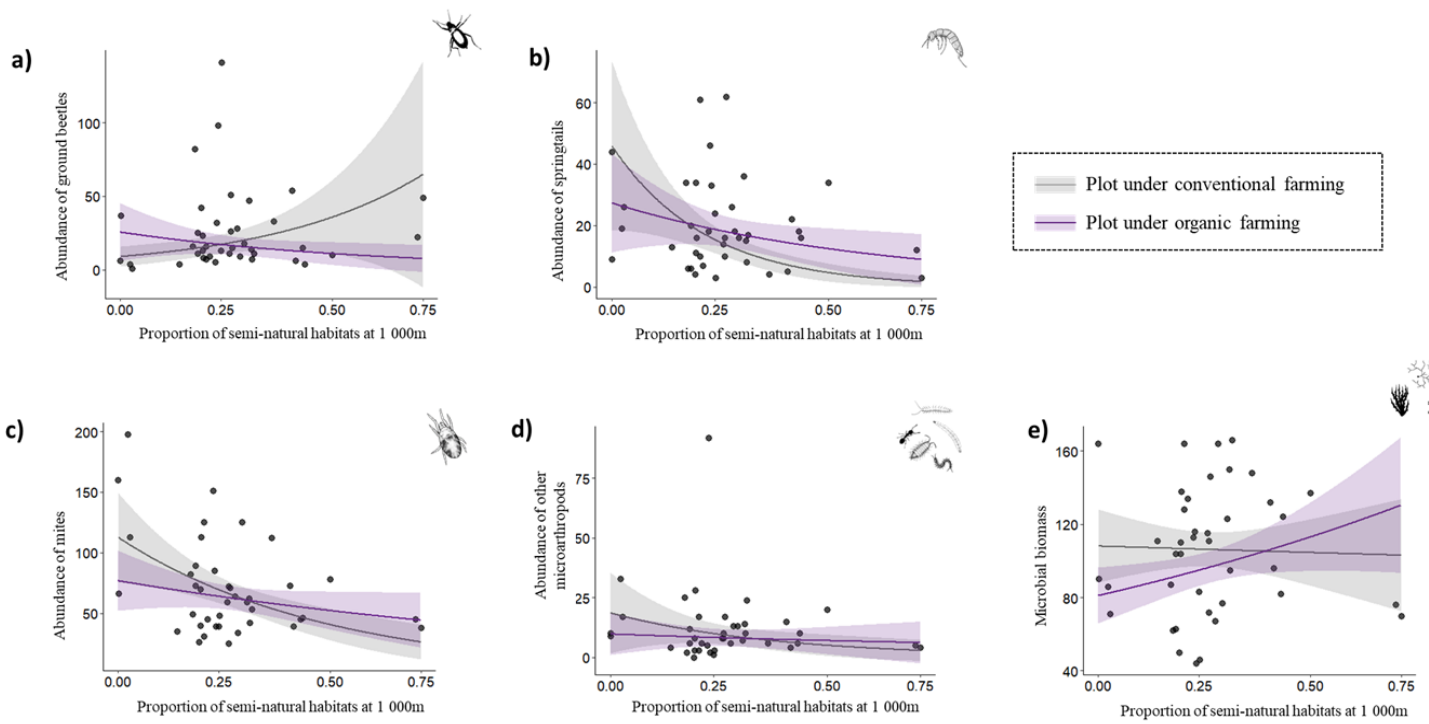 a)
Abundance of ground beetles
100
50
0
0.00 0.25 0.50 0.75
Proportion of semi-natural habitats at 1 000m
b)
Abundance of springtails
60
40
20
0
0.00 0.25 0.50 0.75
Proportion of semi-natural habitats at 1 000m
Plot under conventional farming
Plot under organic farming
c)
Abundance of mites
200
150
100
50
0.00 0.25 0.50 0.75
Proportion of semi-natural habitats at 1 000m
d)
Abundance of other
microarthropods
75
50
25
0
0.00 0.25 0.50 0.75
Proportion of semi-natural habitats at 1 000m
e)
Microbial biomass
160
120
80
40
0.00 0.25 0.50 0.75
Proportion of semi-natural habitats at 1 000m